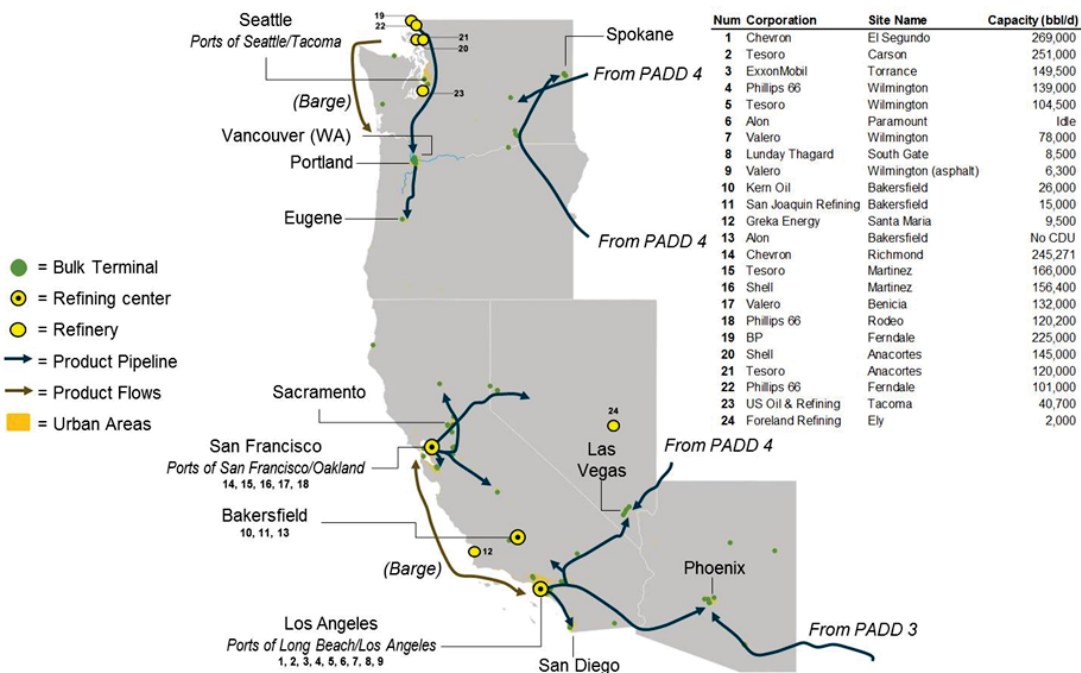 19
22
21
20
23
Seattle
Ports of Seattle/Tacoma
(Barge)
Vancouver (WA)
Portland
Eugene
Spokane
From PADD 4
From PADD 4
= Bulk Terminal
= Refining center
= Refinery
= Product Pipeline
= Product Flows
= Urban Areas
Sacramento
San Francisco
Ports of San Francisco/Oakland
14, 15, 16, 17, 18
Bakersfield
10, 11, 13
12
(Barge)
Los Angeles
Ports of Long Beach/Los Angeles
1, 2, 3, 4, 5, 6, 7, 8, 9
San Diego
24
Las
Vegas
From PADD 4
Phoenix
From PADD 3
Num Corporation Site Name Capacity (bbl/d)
1 Chevron El Segundo 269,000
2 Tesoro Carson 251,000
3 ExxonMobil Torrance 149,500
4 Phillips 66 Wilmington 139,000
5 Tesoro Wilmington 104,500
6 Alon Paramount Idle
7 Valero Wilmington 78,000
8 Lunday Thagard South Gate 8,500
9 Valero Wilmington (asphalt) 6,300
10 Kern Oil Bakersfield 26,000
11 San Joaquin Refining Bakersfield 15,000
12 Greka Energy Santa Maria 9,500
13 Alon Bakersfield No CDU
14 Chevron Richmond 245,271
15 Tesoro Martinez 166,000
16 Shell Martinez 156,400
17 Valero Benicia 132,000
18 Phillips 66 Rodeo 120,200
19 BP Ferndale 225,000
20 Shell Anacortes 145,000
21 Tesoro Anacortes 120,000
22 Phillips 66 Ferndale 101,000
23 US Oil & Refining Tacoma 40,700
24 Foreland Refining Ely 2,000